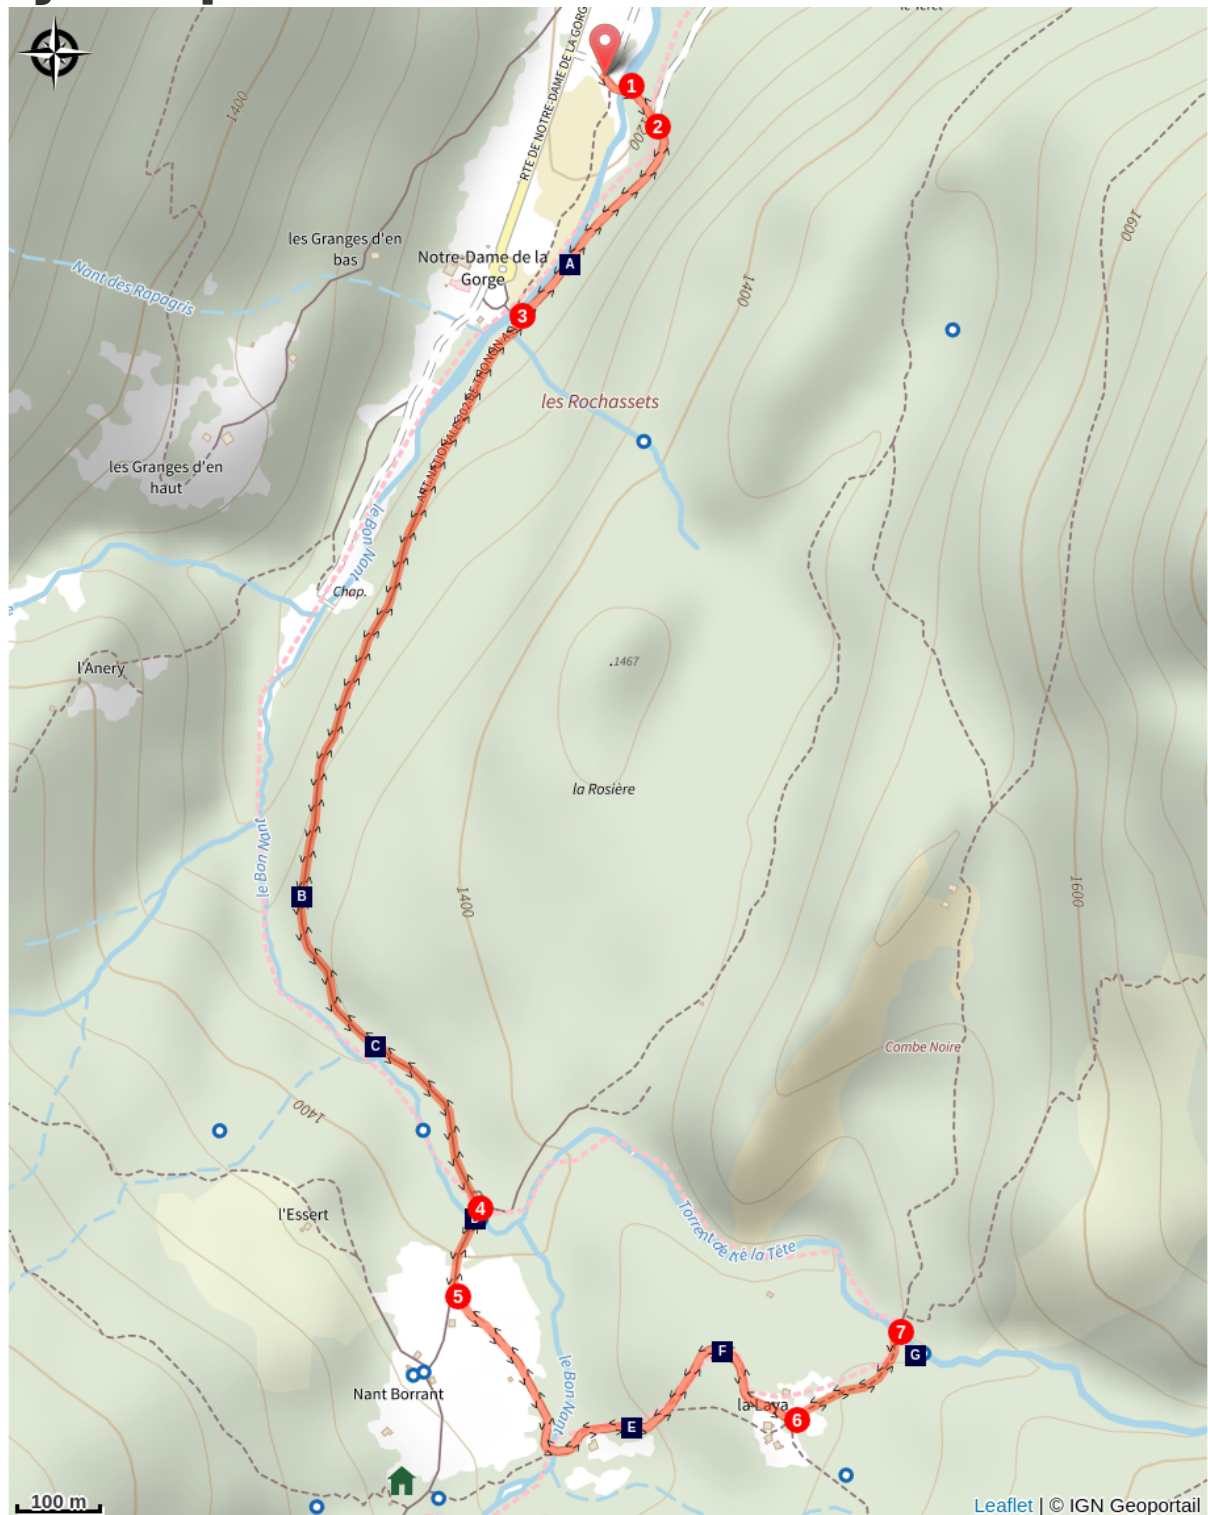 1400
RTE DE NOTRE-DAME DE LA GORG
1
2
1200
1600
les Granges d'en
bas
Notre-Dame de la
Gorge
A
Nant des Rapagris
1400
3
les Rochassets
les Granges d'en
haut
le Bon Nant
Chap.
l'Anery
1467
la Rosière
le Bon Nant
B
1400
1600
C
Combe Noire
1400
4
l'Essert
Torrent de tré la Tête
5
7
F
G
Nant Borrant
le Bon Nant
la Laya
6
E
100 m
Leaflet | © IGN Geoportail